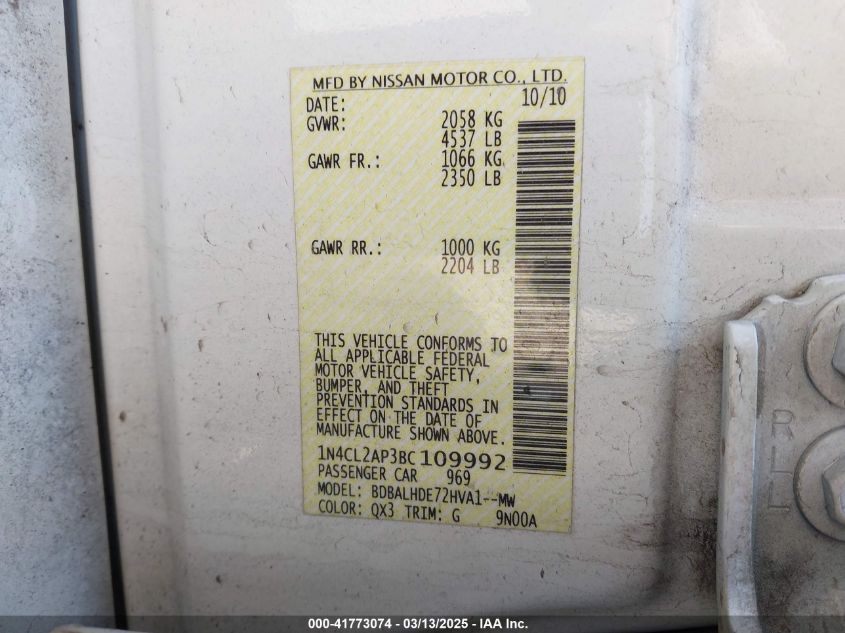 MFD BY NISSAN MOTOR CO., LTD.
DATE: 10/10
GVWR: 2058 KG
4537 LB
GAWR FR.: 1066 KG
2350 LB
GAWR RR.: 1000 KG
2204 LB
THIS VEHICLE CONFORMS TO
ALL APPLICABLE FEDERAL
MOTOR VEHICLE SAFETY,
BUMPER, AND THEFT
PREVENTION STANDARDS IN
EFFECT ON THE DATE OF
MANUFACTURE SHOWN ABOVE.
1N4CL2AP3BC109992
PASSENGER CAR 969
MODEL: BDBALHDE72HVA1--MW
COLOR: QX3 TRIM: G 9N00A
RLL
000-41773074 — 03/13/2025 — IAA Inc.